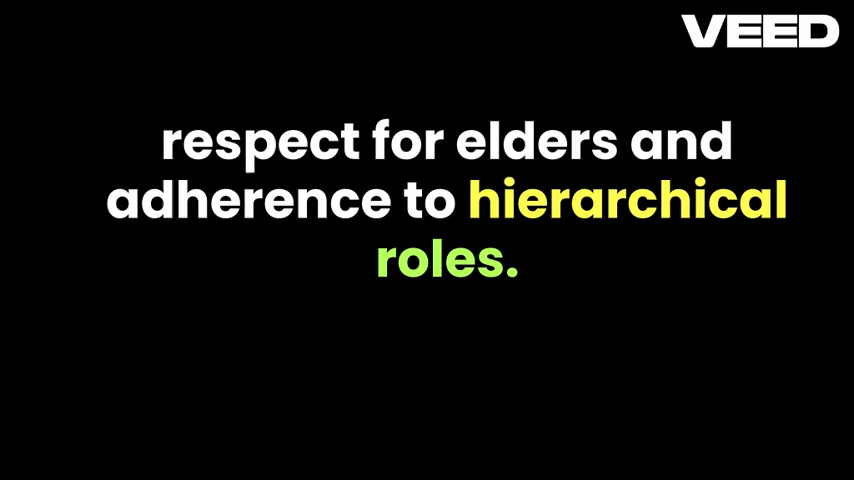 VEED
respect for elders and
adherence to hierarchical
roles.